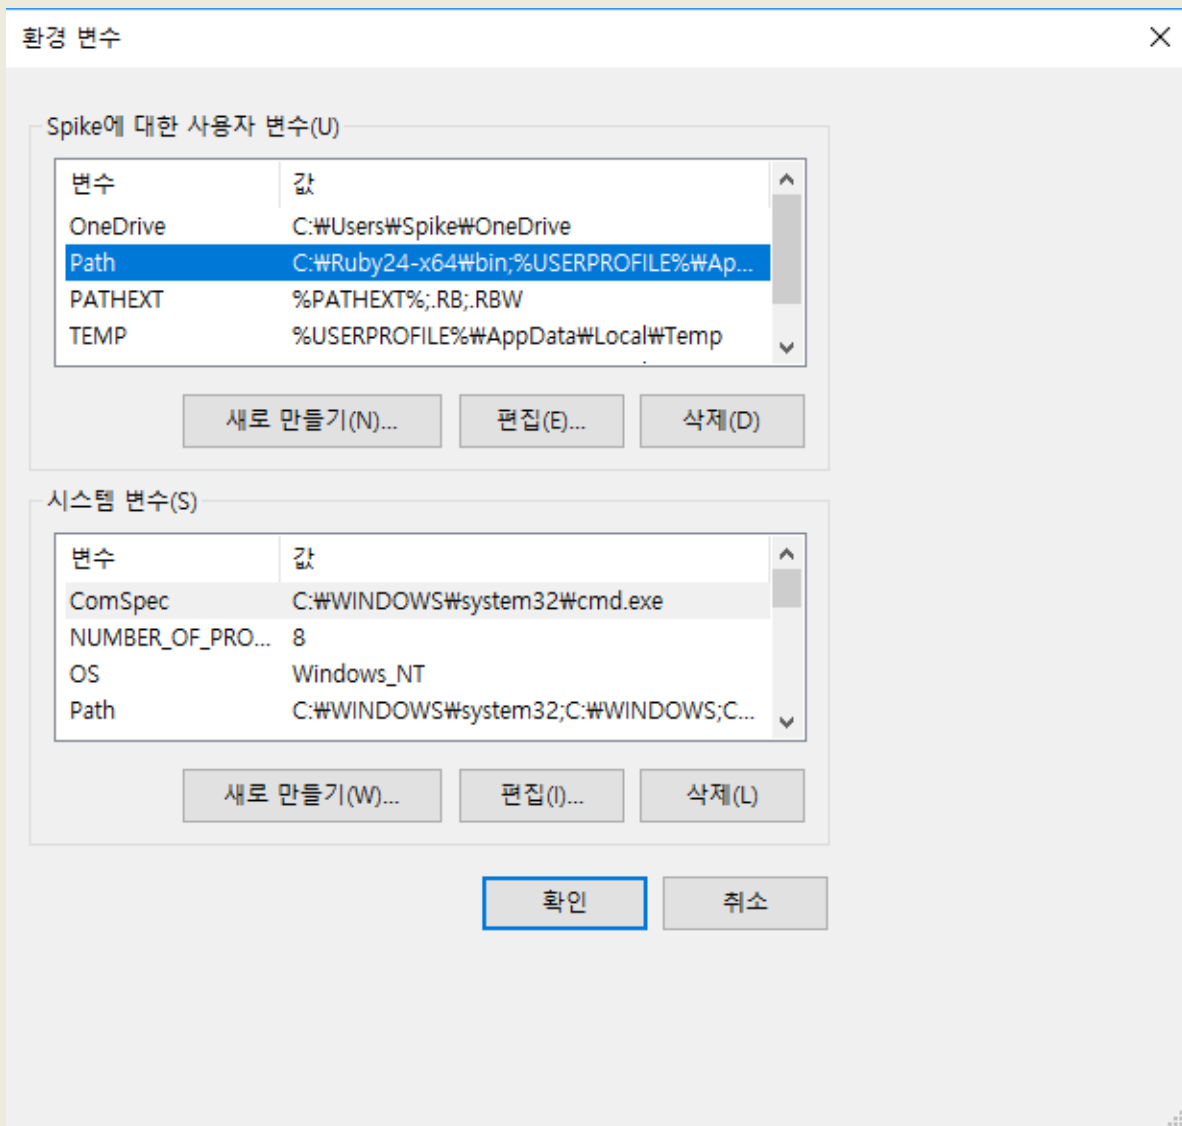 환경 변수
Spike에 대한 사용자 변수(U)
변수 값
OneDrive C:₩Users₩Spike₩OneDrive
Path C:₩Ruby24-x64₩bin;%USERPROFILE%₩Ap...
PATHEXT %PATHEXT%;.RB;.RBW
TEMP %USERPROFILE%₩AppData₩Local₩Temp
새로 만들기(N)... 편집(E)... 삭제(D)
시스템 변수(S)
변수 값
ComSpec C:₩WINDOWS₩system32₩cmd.exe
NUMBER_OF_PRO... 8
OS Windows_NT
Path C:₩WINDOWS₩system32;C:₩WINDOWS;C...
새로 만들기(W)... 편집(I)... 삭제(L)
확인 취소